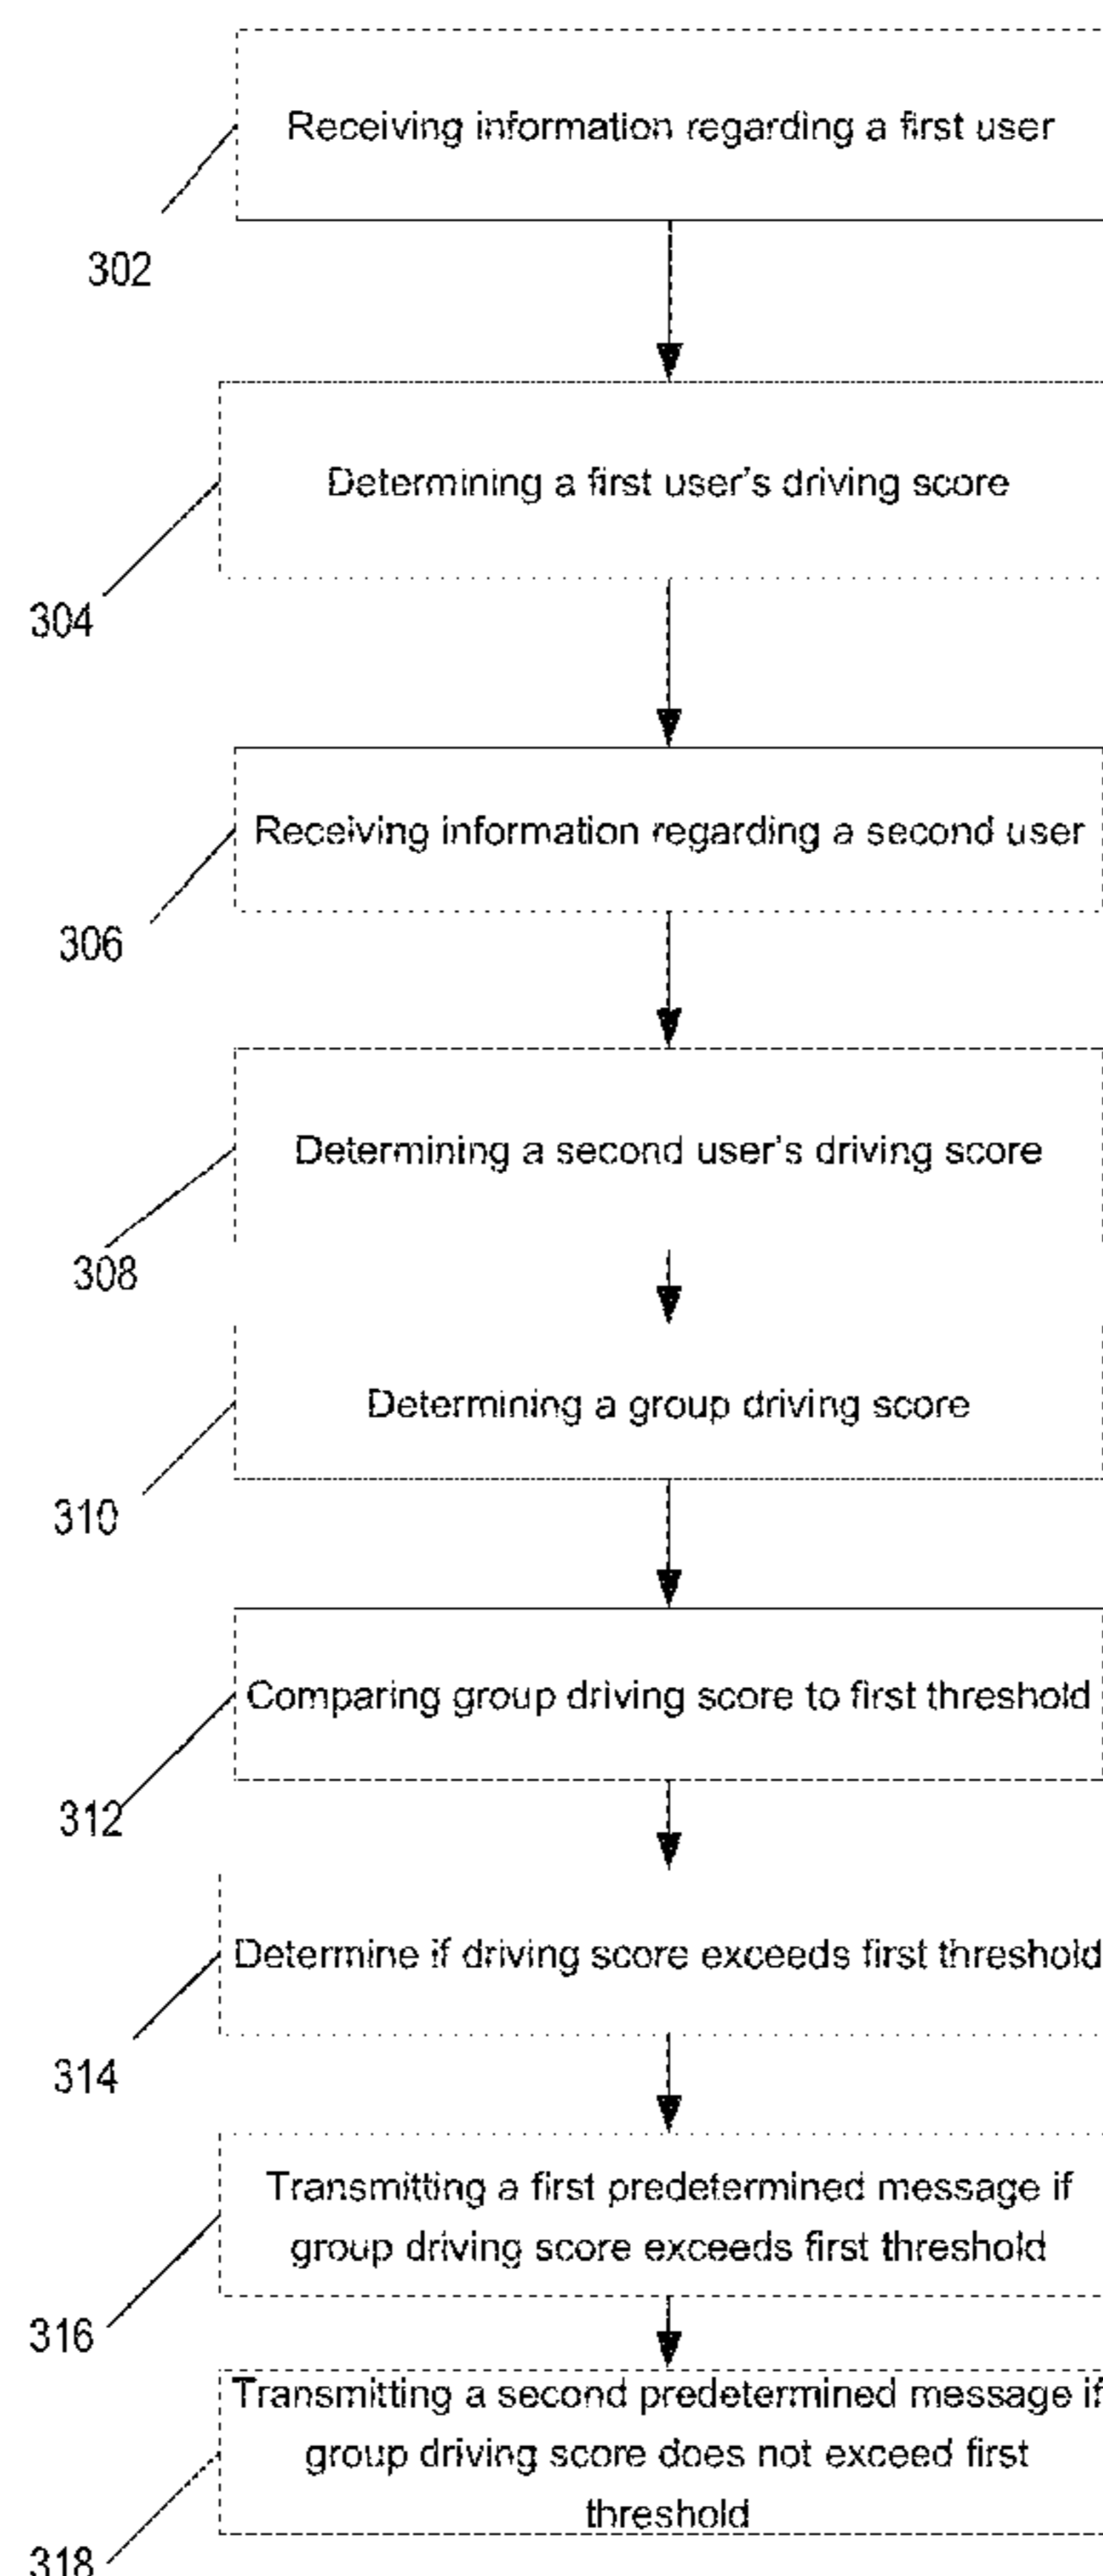 Receiving information regarding a first user
302
Determining a first user's driving score
304
Receiving information regarding a second user
306
Determining a second user's driving score
308
Determining a group driving score
310
Comparing group driving score to first threshold
312
Determine if driving score exceeds first threshold
314
Transmitting a first predetermined message if
group driving score exceeds first threshold
316
Transmitting a second predetermined message if
group driving score does not exceed first
threshold
318